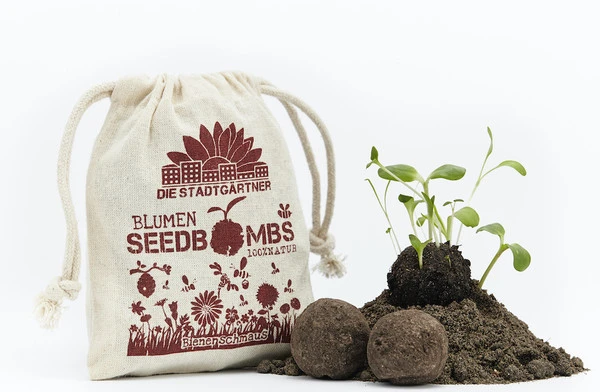 DIE STADTGÄRTNER
BLUMEN
SEEDBOMBS
100%NATUR
Bienenschmaus